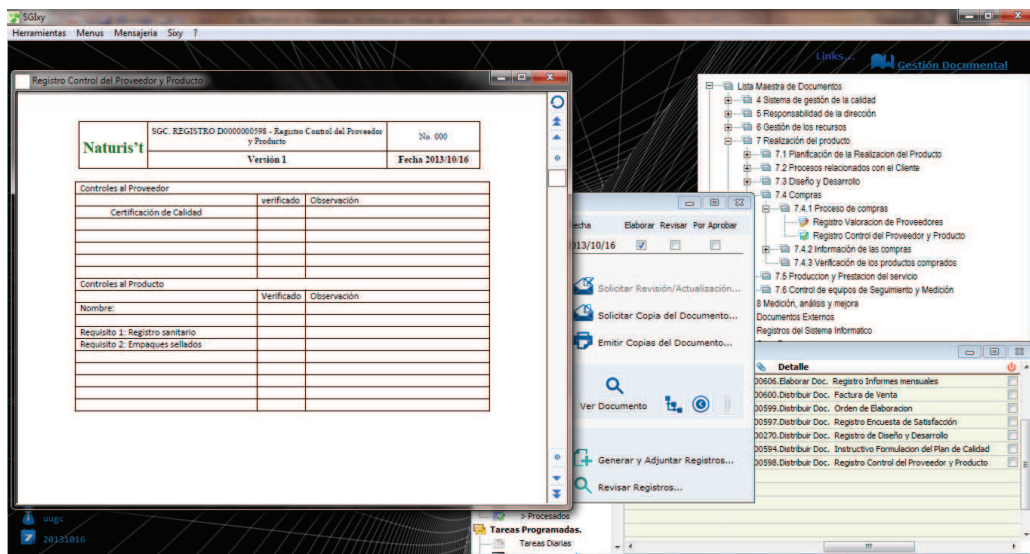 SGIxy
Herramientas Menus Mensajeria Sixy ?
Links...
Gestión Documental
Registro Control del Proveedor y Producto
Naturis't
SGC. REGISTRO D0000000598 - Registro Control del Proveedor y Producto
No. 000
Versión 1
Fecha 2013/10/16
Controles al Proveedor
verificado Observación
Certificación de Calidad
Controles al Producto
Verificado Observación
Nombre:
Requisito 1: Registro sanitario
Requisito 2: Empaques sellados
Lista Maestra de Documentos
4 Sistema de gestión de la calidad
5 Responsabilidad de la dirección
6 Gestión de los recursos
7 Realización del producto
7.1 Planificación de la Realizacion del Producto
7.2 Procesos relacionados con el Cliente
7.3 Diseño y Desarrollo
7.4 Compras
7.4.1 Proceso de compras
Registro Valoracion de Proveedores
Registro Control del Proveedor y Producto
7.4.2 Información de las compras
7.4.3 Verificación de los productos comprados
7.5 Produccion y Prestacion del servicio
7.6 Control de equipos de Seguimiento y Medición
8 Medición, análisis y mejora
Documentos Externos
Registros del Sistema Informatico
echa Elaborar Revisar Por Aprobar
013/10/16
Solicitar Revisión/Actualización...
Solicitar Copia del Documento...
Emitir Copias del Documento...
Ver Documento
Generar y Adjuntar Registros...
Revisar Registros...
Detalle
00606.Elaborar Doc. Registro Informes mensuales
00600.Distribuir Doc. Factura de Venta
00599.Distribuir Doc. Orden de Elaboracion
00597.Distribuir Doc. Registro Encuesta de Satisfacción
00270.Distribuir Doc. Registro de Diseño y Desarrollo
00594.Distribuir Doc. Instructivo Formulacion del Plan de Calidad
00598.Distribuir Doc. Registro Control del Proveedor y Producto
> Procesados
Tareas Programadas.
Tareas Diarias
uugc
20131016